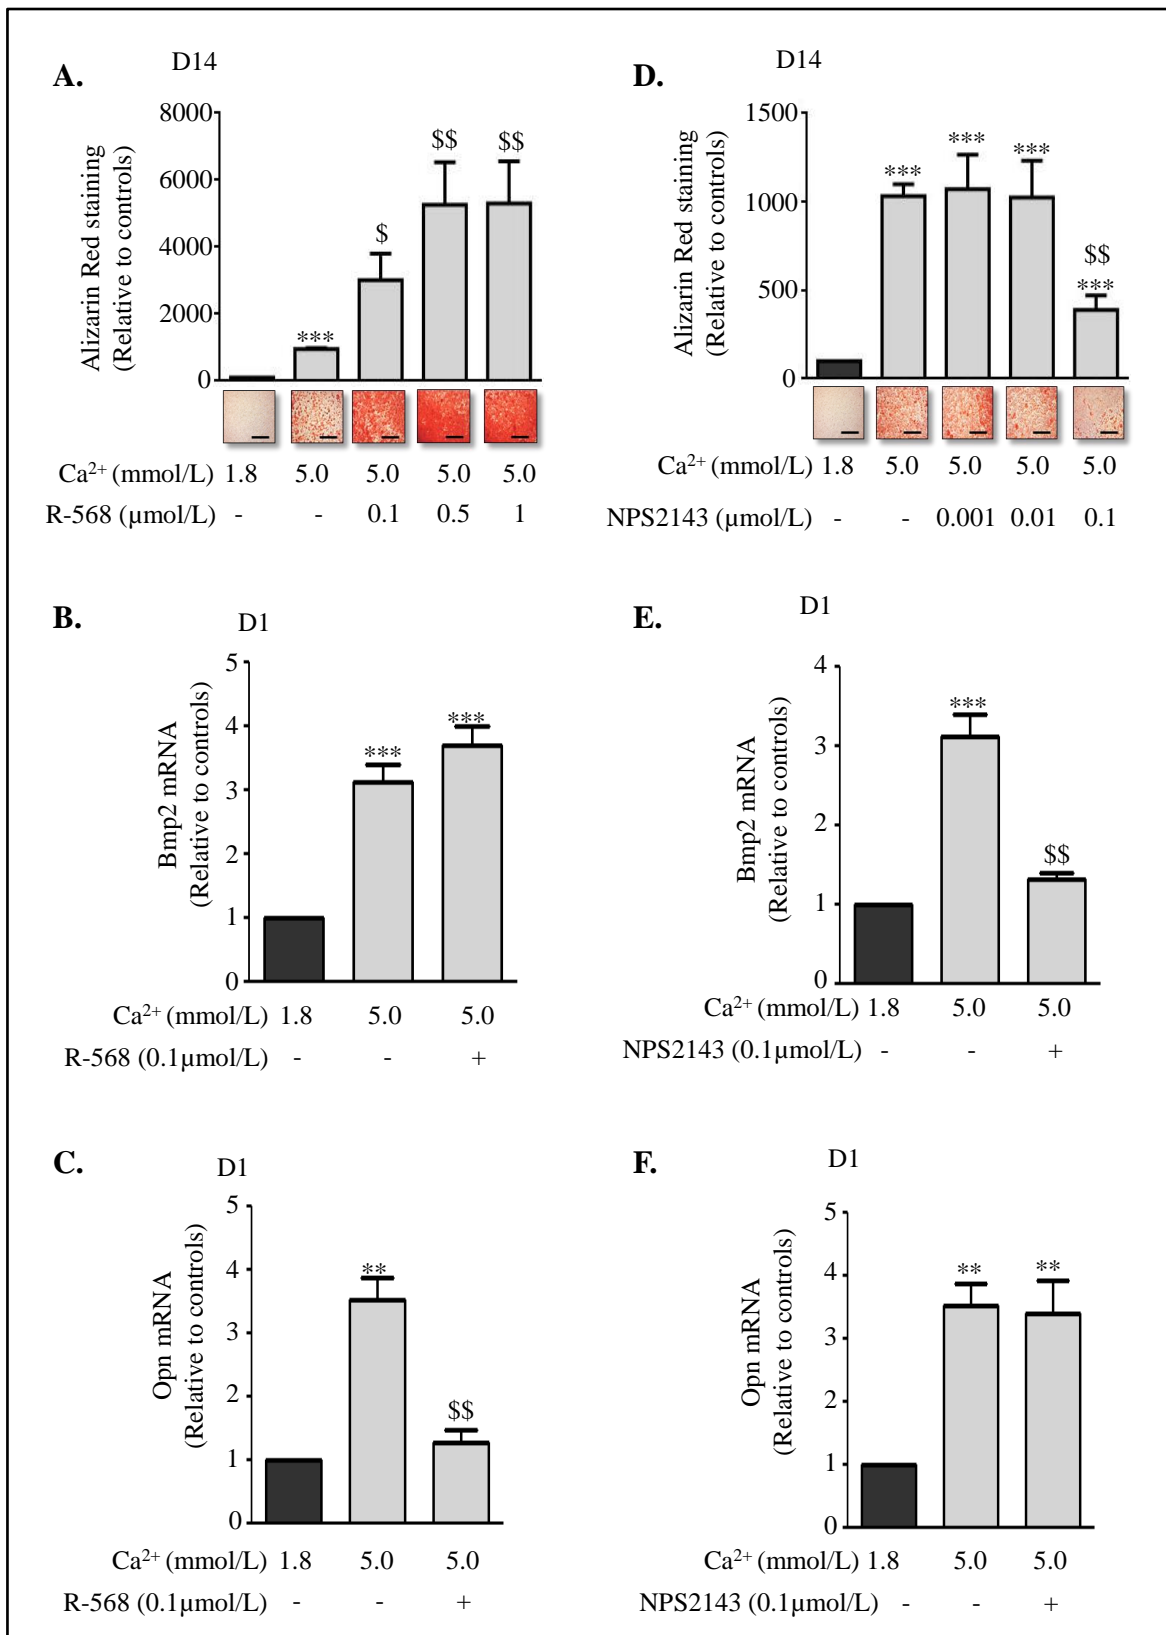 A.
D14
Alizarin Red staining
(Relative to controls)
8000
6000
4000
2000
0
***
$
$$
$$
Ca²⁺ (mmol/L) 1.8 5.0 5.0 5.0 5.0
R-568 (µmol/L) - - 0.1 0.5 1
D.
D14
Alizarin Red staining
(Relative to controls)
1500
1000
500
0
***
***
***
$$
***
Ca²⁺ (mmol/L) 1.8 5.0 5.0 5.0 5.0
NPS2143 (µmol/L) - - 0.001 0.01 0.1
B.
D1
Bmp2 mRNA
(Relative to controls)
5
4
3
2
1
0
***
***
Ca²⁺ (mmol/L) 1.8 5.0 5.0
R-568 (0.1µmol/L) - - +
E.
D1
Bmp2 mRNA
(Relative to controls)
4
3
2
1
0
***
$$
Ca²⁺ (mmol/L) 1.8 5.0 5.0
NPS2143 (0.1µmol/L) - - +
C.
D1
Opn mRNA
(Relative to controls)
5
4
3
2
1
0
**
$$
Ca²⁺ (mmol/L) 1.8 5.0 5.0
R-568 (0.1µmol/L) - - +
F.
D1
Opn mRNA
(Relative to controls)
5
4
3
2
1
0
**
**
Ca²⁺ (mmol/L) 1.8 5.0 5.0
NPS2143 (0.1µmol/L) - - +